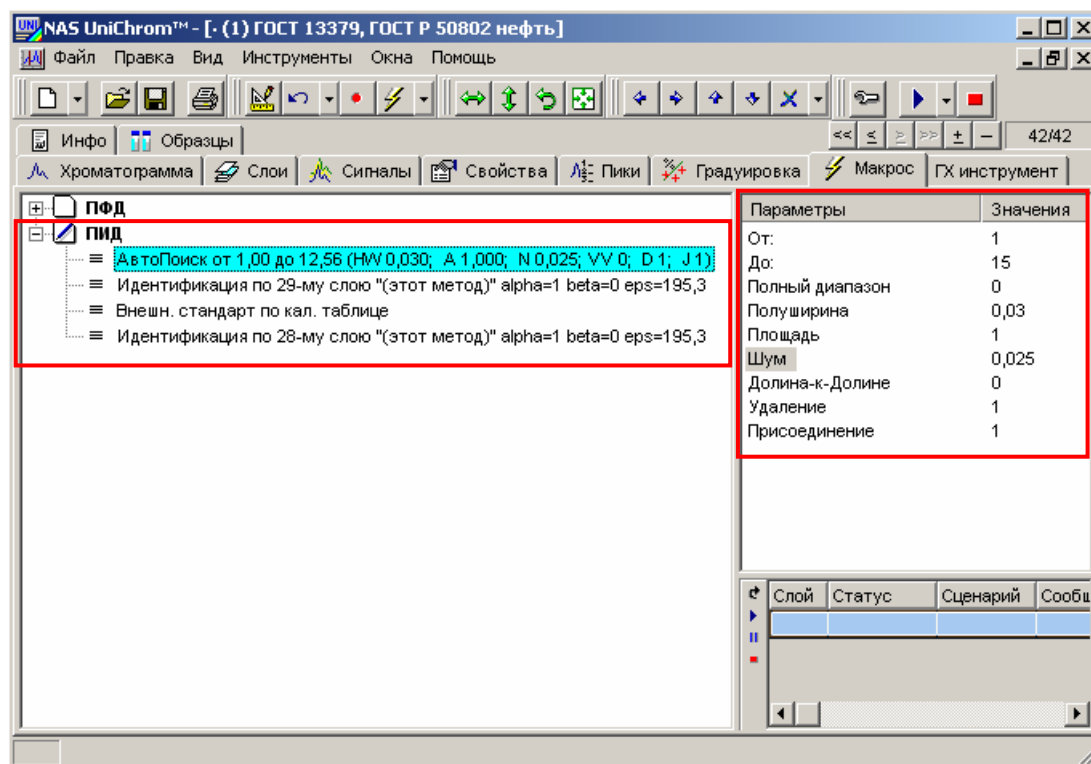 NAS UniChrom™ - [· (1) ГОСТ 13379, ГОСТ Р 50802 нефть]
Файл Правка Вид Инструменты Окна Помощь
Инфо Образцы << < > >> + – 42/42
Хроматограмма Слои Сигналы Свойства Пики Градуировка Макрос ГХ инструмент
ПФД
ПИД
АвтоПоиск от 1,00 до 12,56 (HW 0,030; A 1,000; N 0,025; VV 0; D 1; J 1)
Идентификация по 29-му слою "(этот метод)" alpha=1 beta=0 eps=195,3
Внешн. стандарт по кал. таблице
Идентификация по 28-му слою "(этот метод)" alpha=1 beta=0 eps=195,3
Параметры Значения
От: 1
До: 15
Полный диапазон 0
Полуширина 0,03
Площадь 1
Шум 0,025
Долина-к-Долине 0
Удаление 1
Присоединение 1
Слой Статус Сценарий Сообщ